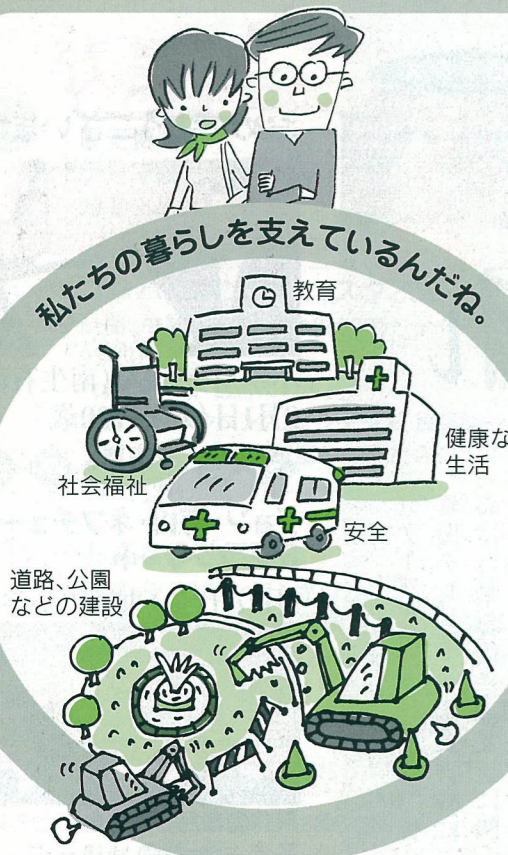 私たちの暮らしを支えているんだね。
教育
健康な
生活
社会福祉
安全
道路、公園
などの建設